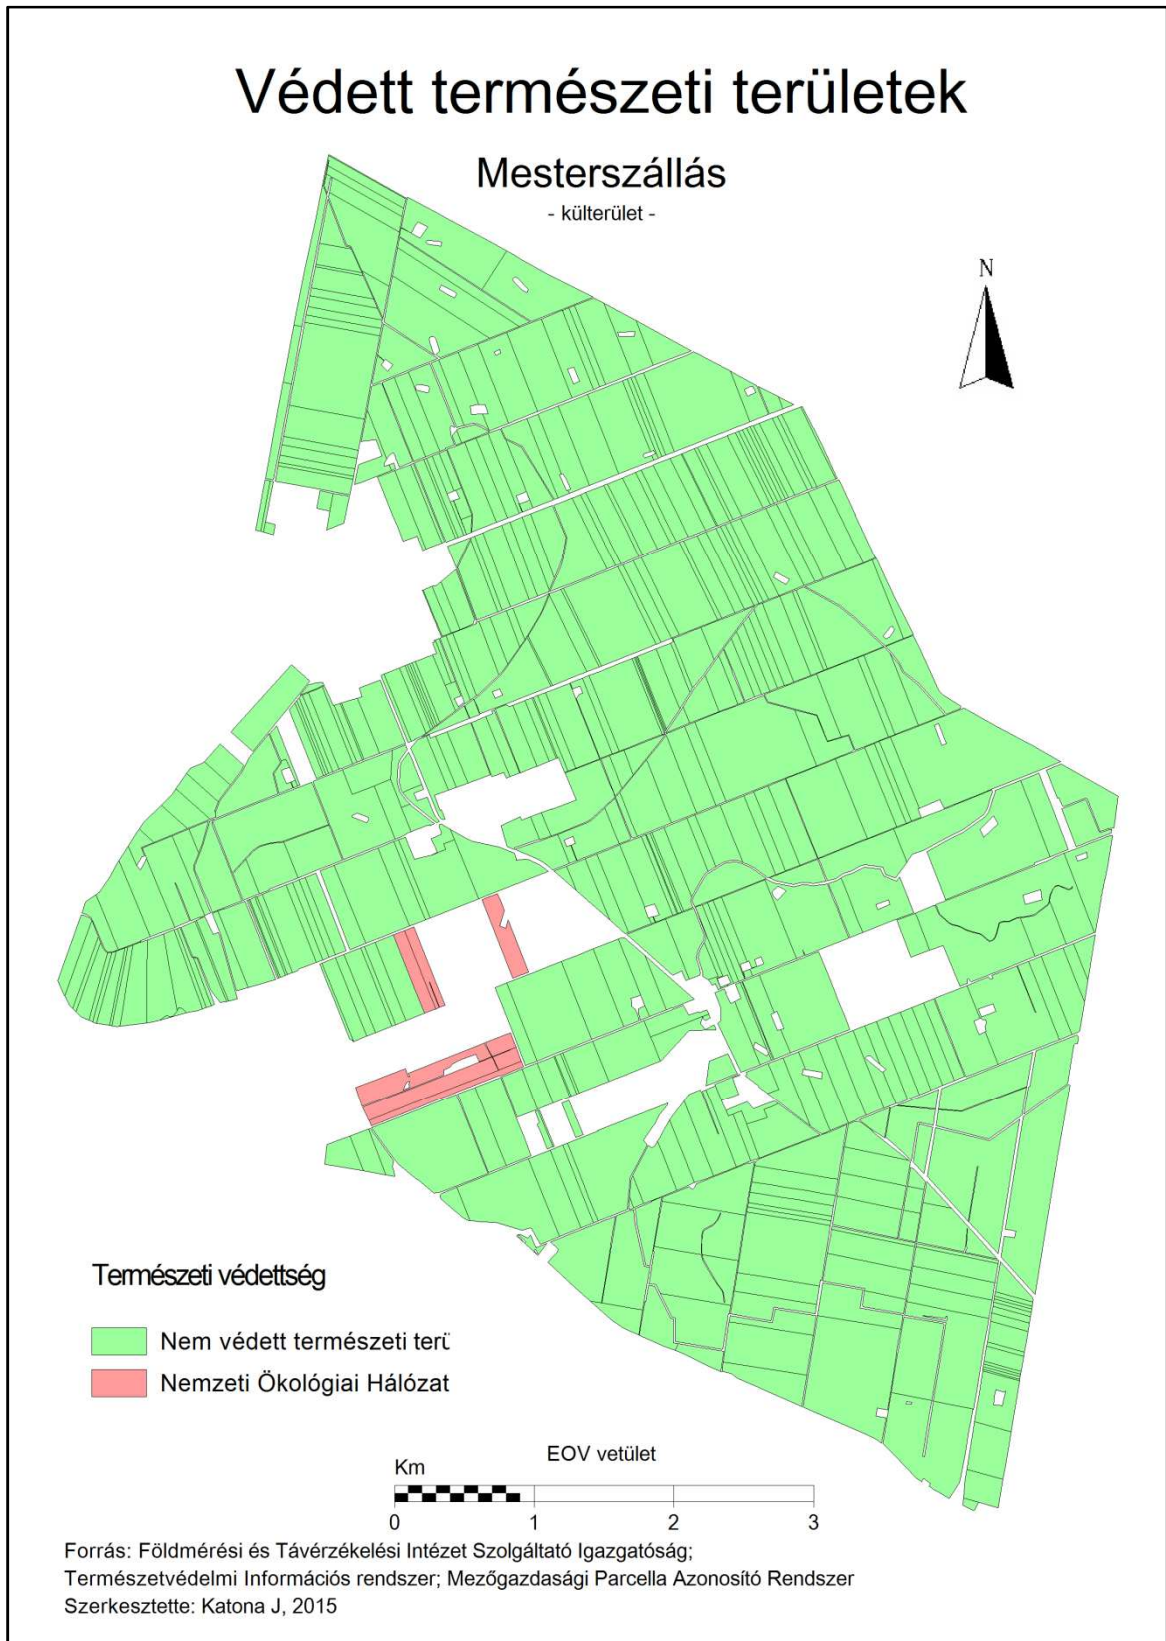 Védett természeti területek
Mesterszállás
- külterület -
N
Természeti védettség
Nem védett természeti terü
Nemzeti Ökológiai Hálózat
Km
EOV vetület
0 1 2 3
Forrás: Földmérési és Távérzékelési Intézet Szolgáltató Igazgatóság;
Természetvédelmi Információs rendszer; Mezőgazdasági Parcella Azonosító Rendszer
Szerkesztette: Katona J, 2015